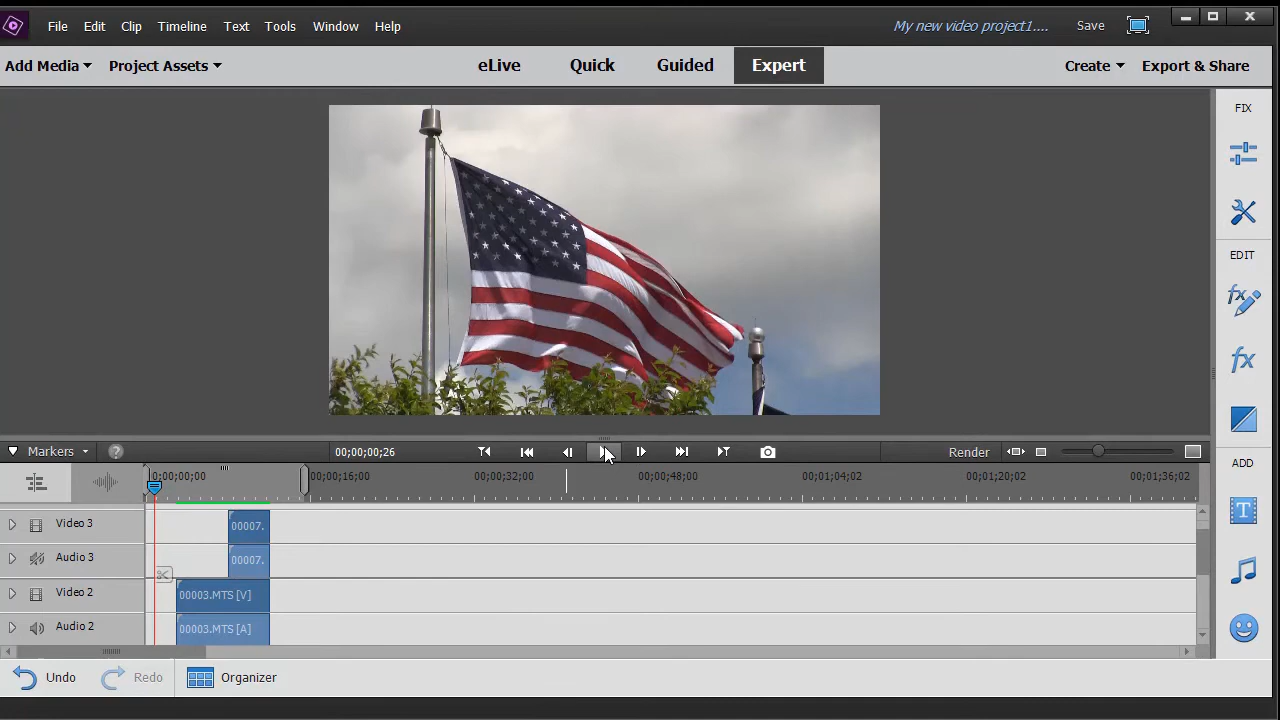 File Edit Clip Timeline Text Tools Window Help My new video project1.... Save
Add Media Project Assets eLive Quick Guided Expert Create Export & Share
FIX
EDIT
ADD
Markers 00;00;00;26 Render
0;00;00;00 00;00;16;00 00;00;32;00 00;00;48;00 00;01;04;02 00;01;20;02 00;01;36;02
Video 3 00007.
Audio 3 00007.
Video 2 00003.MTS [V]
Audio 2 00003.MTS [A]
Undo Redo Organizer